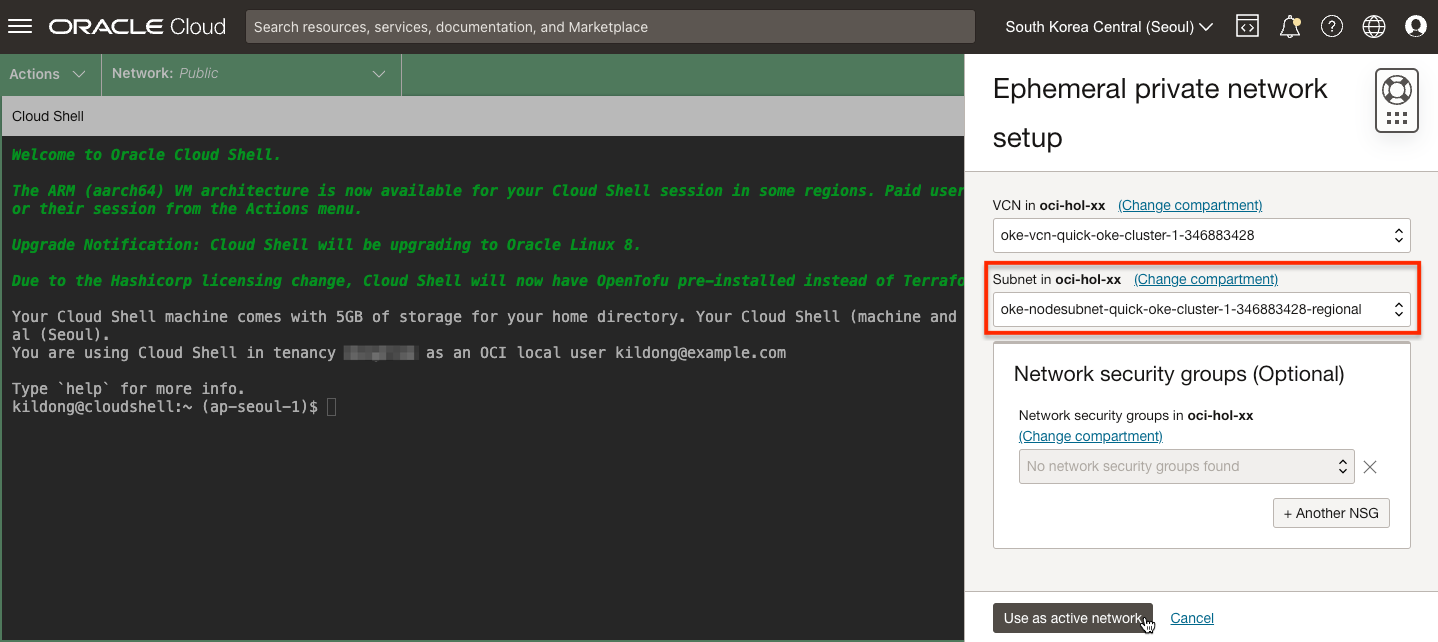 ORACLE Cloud
Search resources, services, documentation, and Marketplace
South Korea Central (Seoul)
Actions
Network: Public
Cloud Shell
Welcome to Oracle Cloud Shell.
The ARM (aarch64) VM architecture is now available for your Cloud Shell session in some regions. Paid user
or their session from the Actions menu.
Upgrade Notification: Cloud Shell will be upgrading to Oracle Linux 8.
Due to the Hashicorp licensing change, Cloud Shell will now have OpenTofu pre-installed instead of Terrafo
Your Cloud Shell machine comes with 5GB of storage for your home directory. Your Cloud Shell (machine and
al (Seoul).
You are using Cloud Shell in tenancy as an OCI local user kildong@example.com
Type `help` for more info.
kildong@cloudshell:~ (ap-seoul-1)$
Ephemeral private network
setup
VCN in oci-hol-xx (Change compartment)
oke-vcn-quick-oke-cluster-1-346883428
Subnet in oci-hol-xx (Change compartment)
oke-nodesubnet-quick-oke-cluster-1-346883428-regional
Network security groups (Optional)
Network security groups in oci-hol-xx
(Change compartment)
No network security groups found
+ Another NSG
Use as active network
Cancel